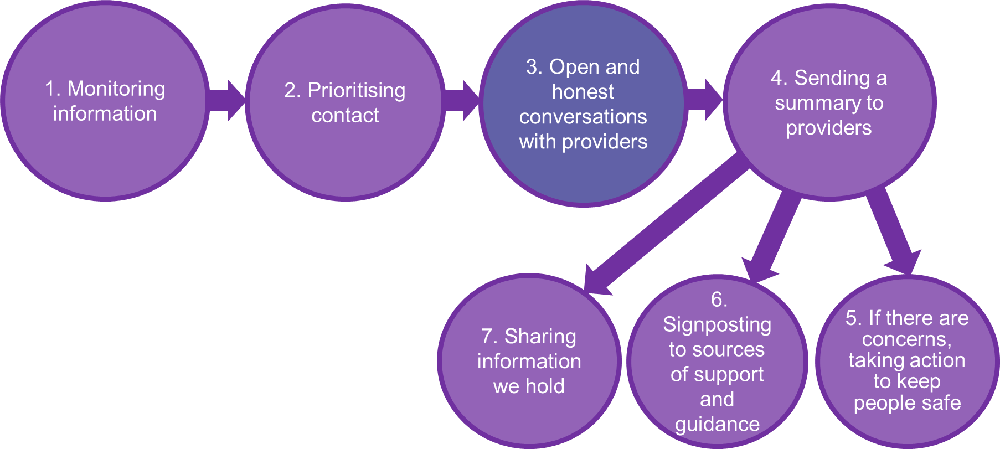 1. Monitoring
information
2. Prioritising
contact
3. Open and
honest
conversations
with providers
4. Sending a
summary to
providers
7. Sharing
information
we hold
6.
Signposting
to sources
of support
and
guidance
5. If there are
concerns,
taking action
to keep
people safe